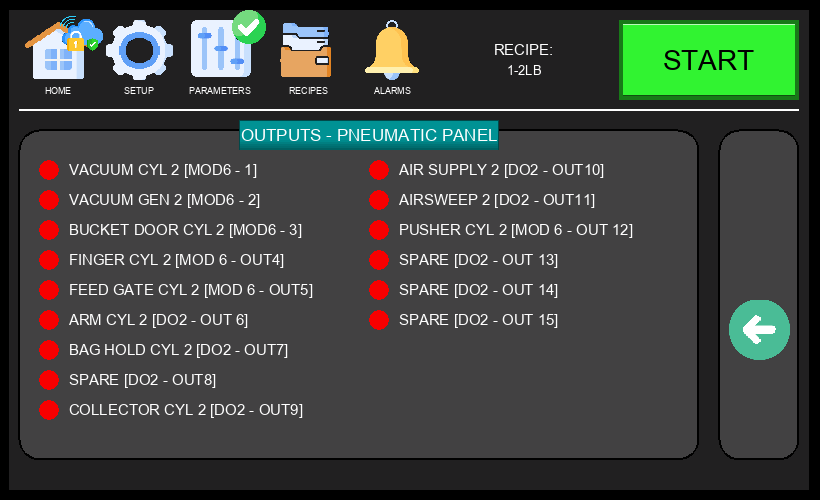 HOME
SETUP
PARAMETERS
RECIPES
ALARMS
RECIPE:
1-2LB
START
OUTPUTS - PNEUMATIC PANEL
VACUUM CYL 2 [MOD6 - 1]
VACUUM GEN 2 [MOD6 - 2]
BUCKET DOOR CYL 2 [MOD6 - 3]
FINGER CYL 2 [MOD 6 - OUT4]
FEED GATE CYL 2 [MOD 6 - OUT5]
ARM CYL 2 [DO2 - OUT 6]
BAG HOLD CYL 2 [DO2 - OUT7]
SPARE [DO2 - OUT8]
COLLECTOR CYL 2 [DO2 - OUT9]
AIR SUPPLY 2 [DO2 - OUT10]
AIRSWEEP 2 [DO2 - OUT11]
PUSHER CYL 2 [MOD 6 - OUT 12]
SPARE [DO2 - OUT 13]
SPARE [DO2 - OUT 14]
SPARE [DO2 - OUT 15]